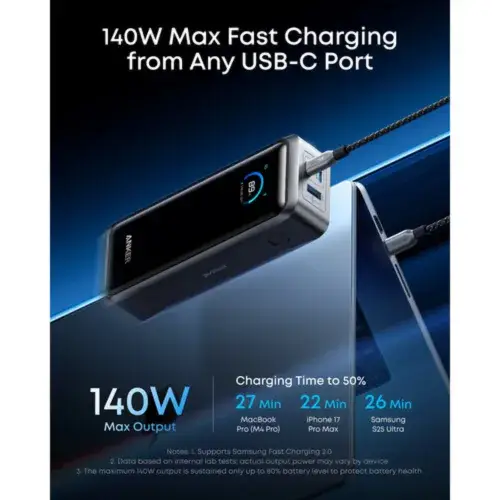 140W Max Fast Charging
from Any USB-C Port
ANKER
140W
Max Output
Charging Time to 50%
27 Min
MacBook
Pro (M4 Pro)
22 Min
iPhone 17
Pro Max
26 Min
Samsung
S25 Ultra
Notes: 1. Supports Samsung Fast Charging 2.0
2. Data based on internal lab tests; actual output power may vary by device
3. The maximum 140W output is sustained only up to 80% battery level to protect battery health.